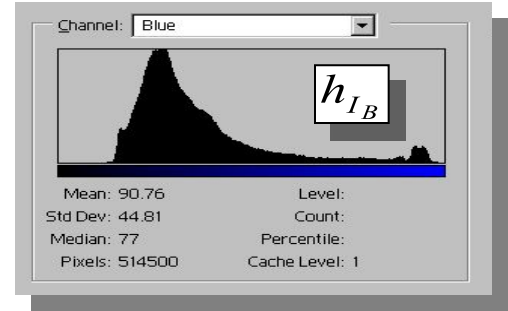 Channel: Blue
h_{I_B}
Mean: 90.76 Level:
Std Dev: 44.81 Count:
Median: 77 Percentile:
Pixels: 514500 Cache Level: 1